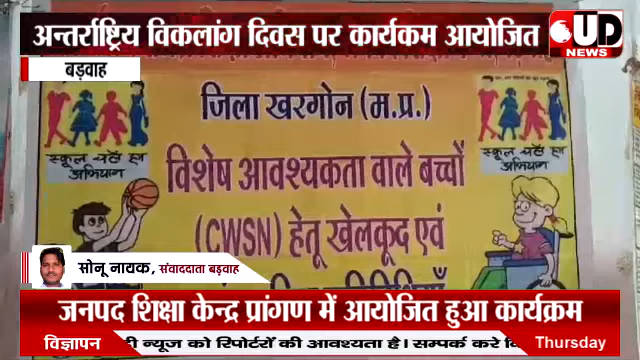 अन्तर्राष्ट्रिय विकलांग दिवस पर कार्यकम आयोजित
UD
NEWS
बड़वाह
जिला खरगोन (म.प्र.)
स्कूल चलें हम
अभियान
स्कूल चलें हम
अभियान
विशेष आवश्यकता वाले बच्चों
(CWSN) हेतू खेलकूद एवं
सोनू नायक, संवाददाता बड़वाह
जनपद शिक्षा केन्द्र प्रांगण में आयोजित हुआ कार्यक्रम
विज्ञापन
न्यूज को रिपोर्टरों की आवश्यता है। सम्पर्क करे
Thursday